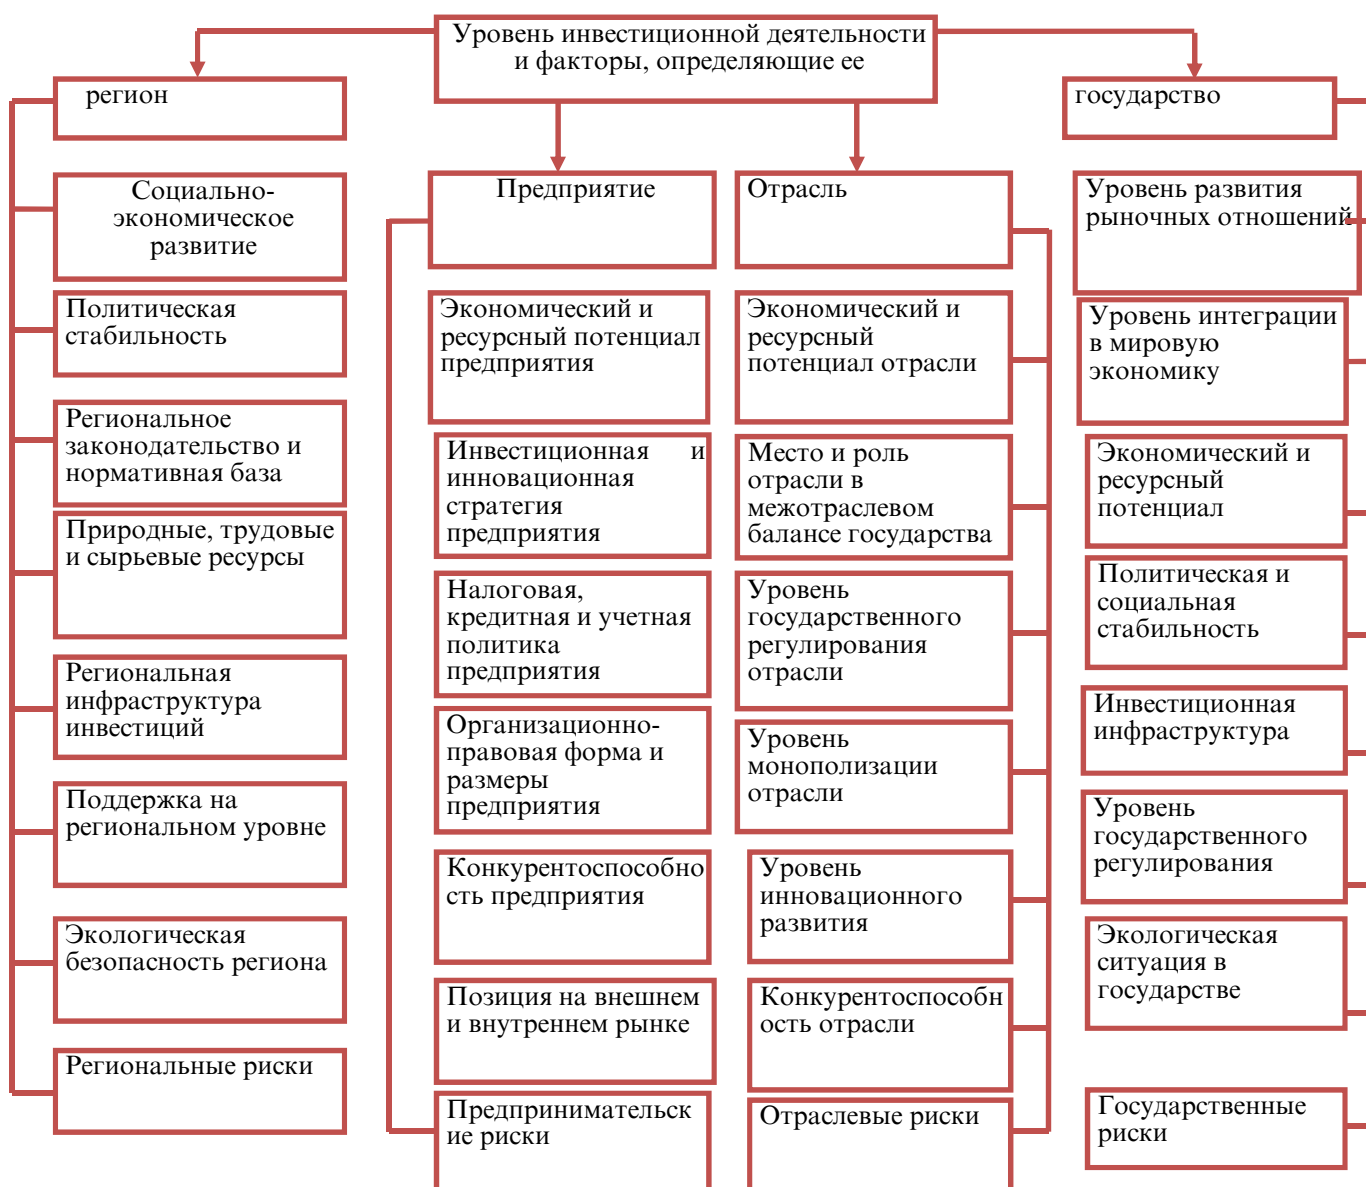 Уровень инвестиционной деятельности
и факторы, определяющие ее
регион
Социально-
экономическое
развитие
Политическая
стабильность
Региональное
законодательство и
нормативная база
Природные, трудовые
и сырьевые ресурсы
Региональная
инфраструктура
инвестиций
Поддержка на
региональном уровне
Экологическая
безопасность региона
Региональные риски
Предприятие
Экономический и
ресурсный потенциал
предприятия
Инвестиционная и
инновационная
стратегия
предприятия
Налоговая,
кредитная и учетная
политика
предприятия
Организационно-
правовая форма и
размеры
предприятия
Конкурентоспособно
сть предприятия
Позиция на внешнем
и внутреннем рынке
Предпринимательск
ие риски
Отрасль
Экономический и
ресурсный
потенциал отрасли
Место и роль
отрасли в
межотраслевом
балансе государства
Уровень
государственного
регулирования
отрасли
Уровень
монополизации
отрасли
Уровень
инновационного
развития
Конкурентоспособн
ость отрасли
Отраслевые риски
государство
Уровень развития
рыночных отношений
Уровень интеграции
в мировую
экономику
Экономический и
ресурсный
потенциал
Политическая и
социальная
стабильность
Инвестиционная
инфраструктура
Уровень
государственного
регулирования
Экологическая
ситуация в
государстве
Государственные
риски